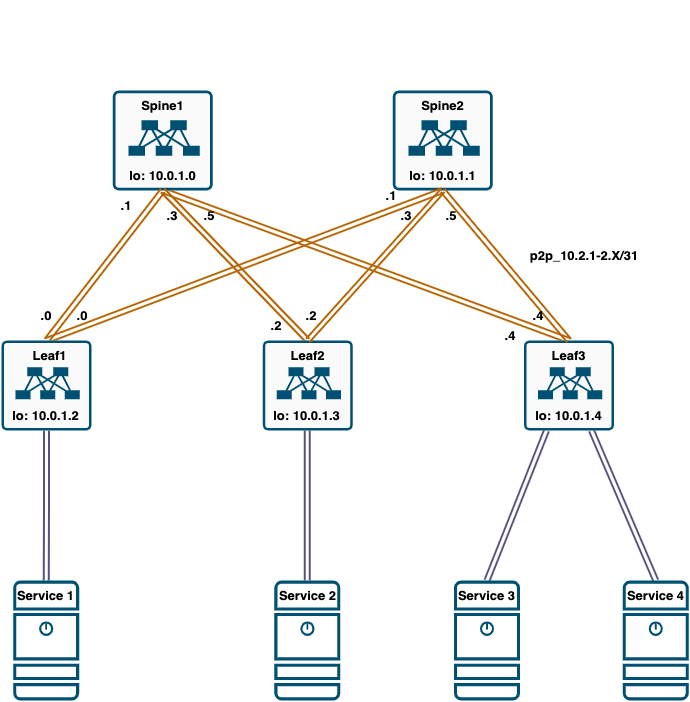 Spine1
Spine2
lo: 10.0.1.0
lo: 10.0.1.1
.1
.3
.5
.1
.3
.5
p2p_10.2.1-2.X/31
.0
.0
.2
.2
.4
.4
Leaf1
Leaf2
Leaf3
lo: 10.0.1.2
lo: 10.0.1.3
lo: 10.0.1.4
Service 1
Service 2
Service 3
Service 4